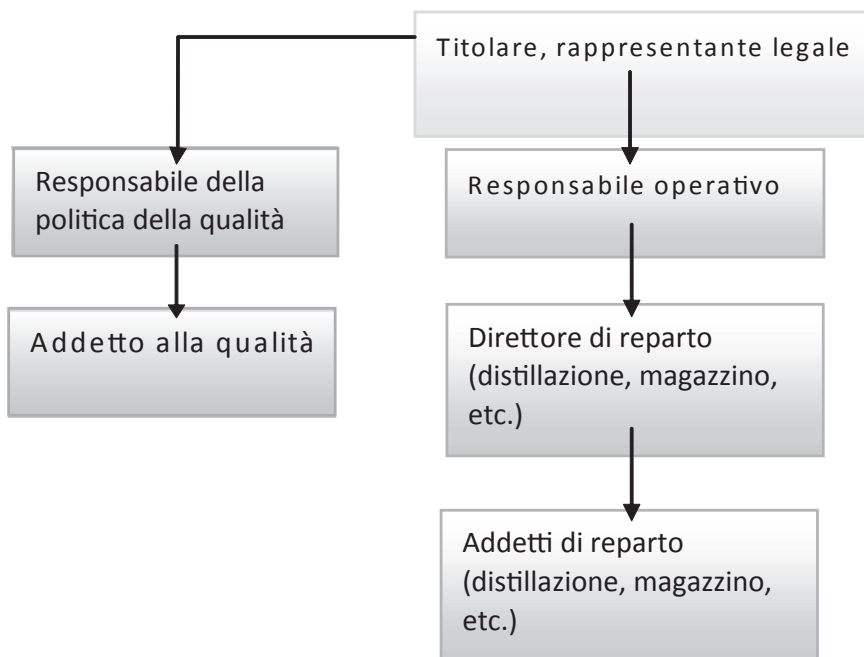 Titolare, rappresentante legale
Responsabile della
politica della qualità
Responsabile operativo
Addetto alla qualità
Direttore di reparto
(distillazione, magazzino,
etc.)
Addetti di reparto
(distillazione, magazzino,
etc.)